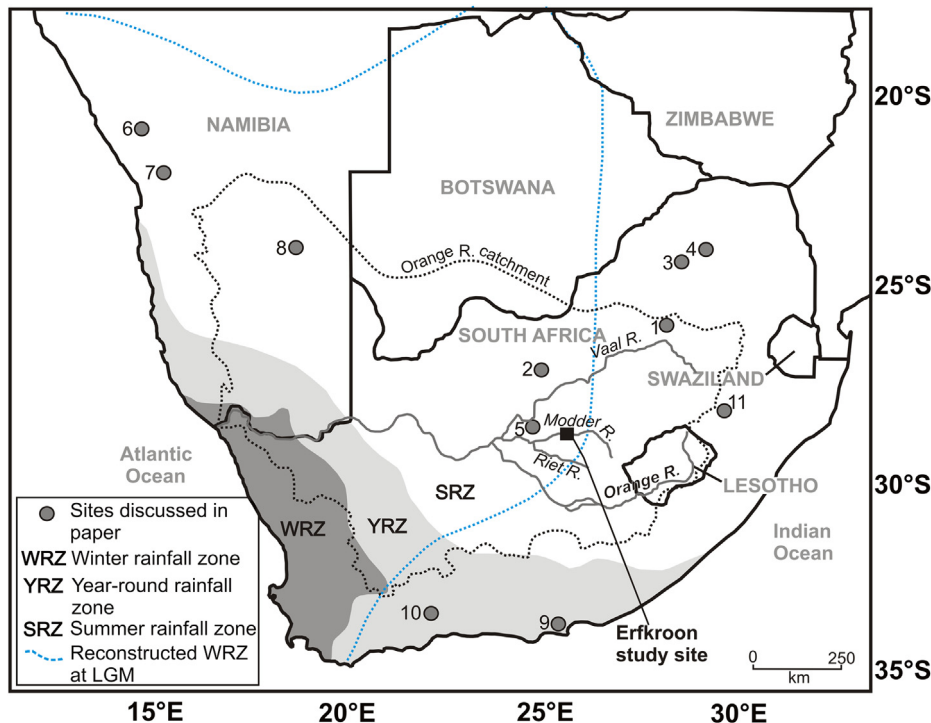 20°S
NAMIBIA
ZIMBABWE
6
7
BOTSWANA
8
Orange R. catchment
4
3
25°S
SOUTH AFRICA
1
Vaal R.
2
SWAZILAND
11
5
Modder R.
Riet R.
Orange R.
LESOTHO
30°S
Atlantic
Ocean
SRZ
WRZ
YRZ
Indian
Ocean
10
9
Erfkroon
study site
0 250
km
35°S
Sites discussed in
paper
WRZ Winter rainfall zone
YRZ Year-round rainfall
zone
SRZ Summer rainfall zone
Reconstructed WRZ
at LGM
15°E 20°E 25°E 30°E